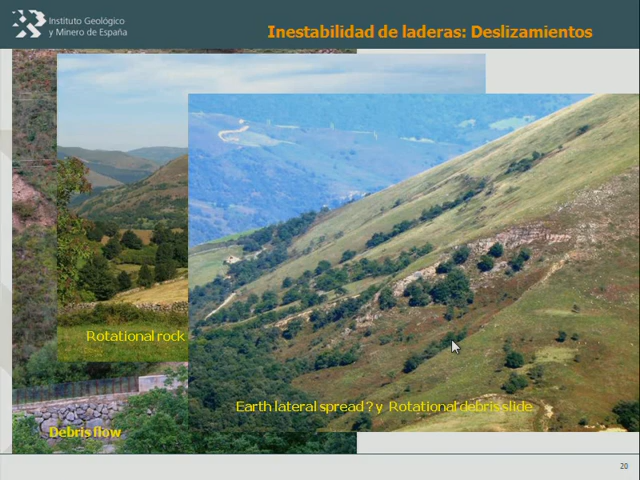 Instituto Geológico
y Minero de España
Inestabilidad de laderas: Deslizamientos
Rotational rock
Earth lateral spread ? y Rotational debris slide
Debris flow
20